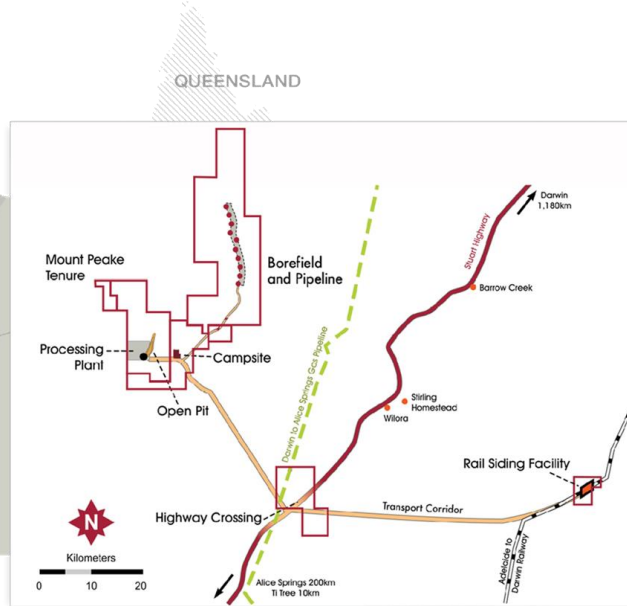 QUEENSLAND
Darwin
1,180km
Stuart Highway
Mount Peake
Tenure
Borefield
and Pipeline
Barrow Creek
Darwin to Alice Springs Gas Pipeline
Processing
Plant
Campsite
Open Pit
Stirling
Homestead
Wilora
Rail Siding Facility
Transport Corridor
Highway Crossing
N
Kilometers
0 10 20
Alice Springs 200km
Ti Tree 10km
Adelaide to
Darwin Railway